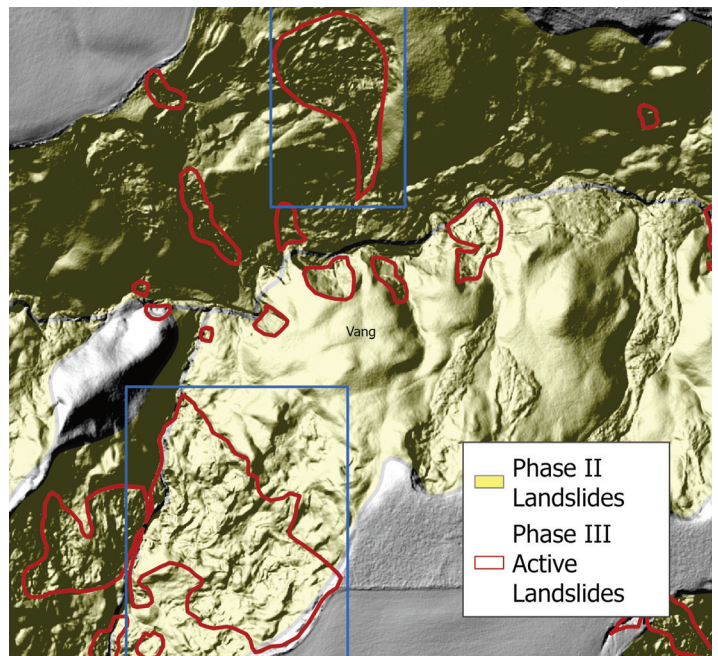 Vang
Phase II
Landslides
Phase III
Active
Landslides